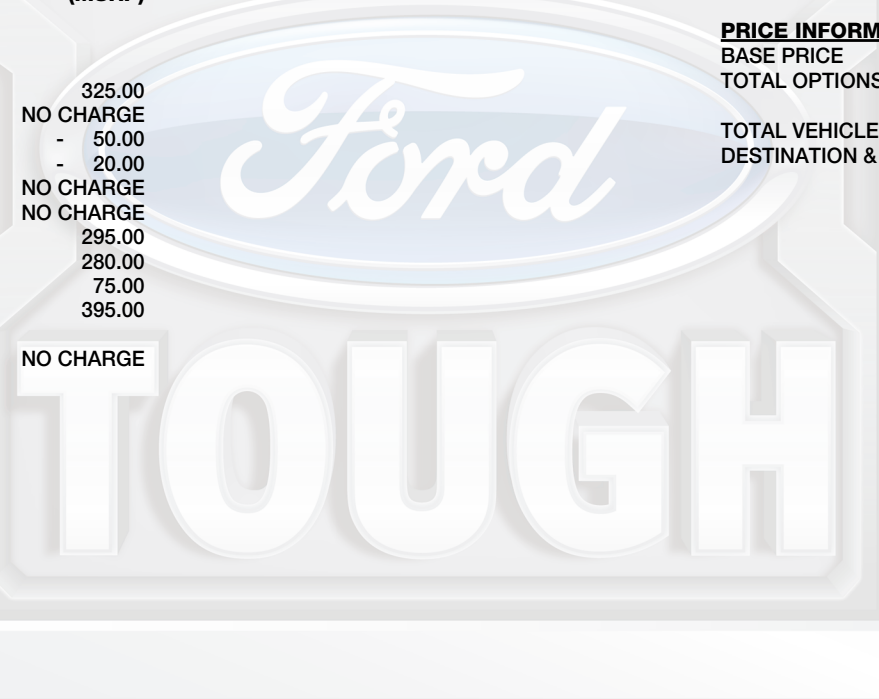 (MSRP)
325.00
NO CHARGE
- 50.00
- 20.00
NO CHARGE
NO CHARGE
295.00
280.00
75.00
395.00
NO CHARGE
PRICE INFORM
BASE PRICE
TOTAL OPTIONS
TOTAL VEHICLE
DESTINATION &
Ford
TOUGH